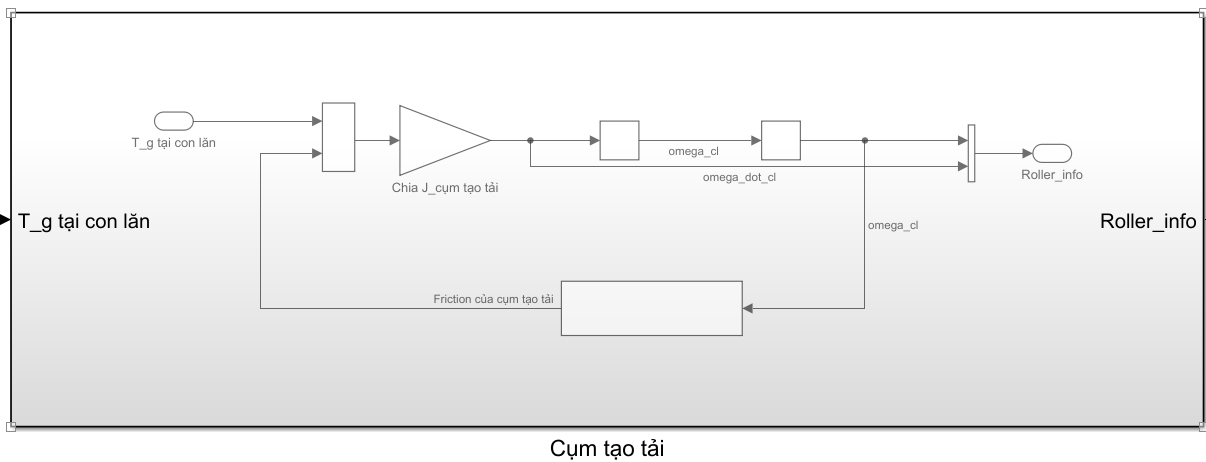 T_g tại con lăn
Chia J_cụm tạo tải
omega_cl
omega_dot_cl
Roller_info
T_g tại con lăn
omega_cl
Roller_info
Friction của cụm tạo tải
Cụm tạo tải